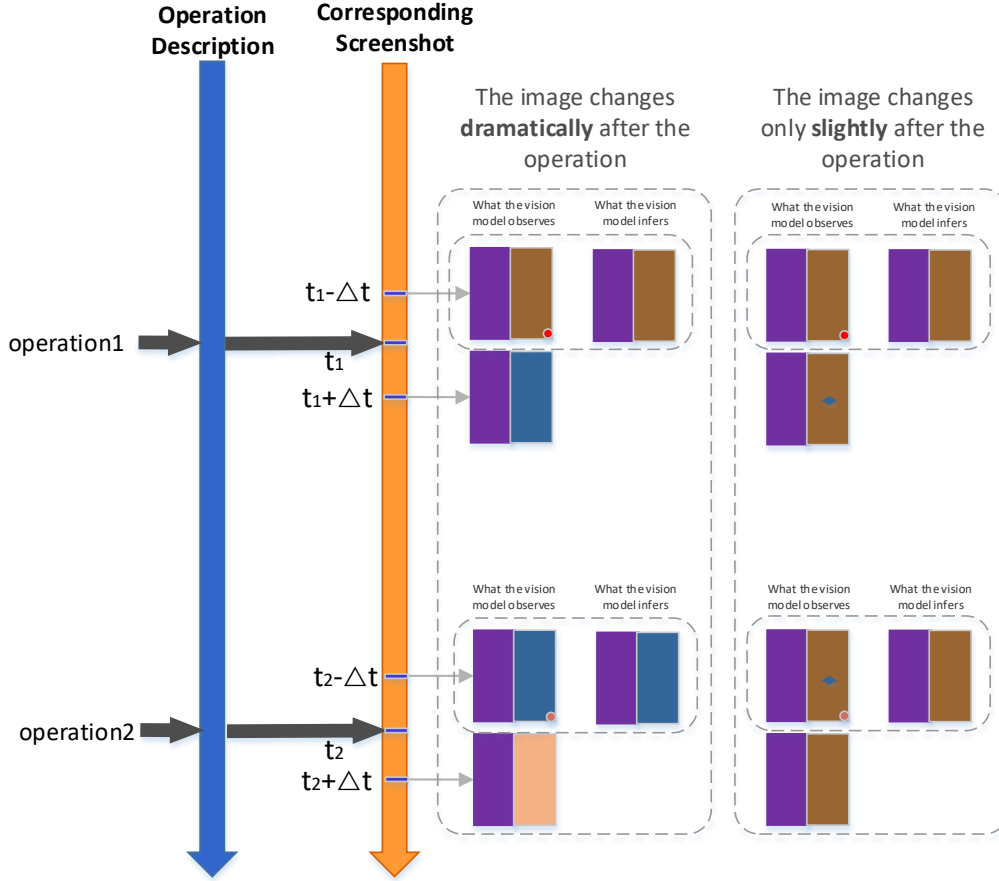 Operation
Description
Corresponding
Screenshot
The image changes
dramatically after the
operation
The image changes
only slightly after the
operation
What the vision
model observes
What the vision
model infers
What the vision
model observes
What the vision
model infers
t₁-△t
operation1
t₁
t₁+△t
What the vision
model observes
What the vision
model infers
What the vision
model observes
What the vision
model infers
t₂-△t
operation2
t₂
t₂+△t